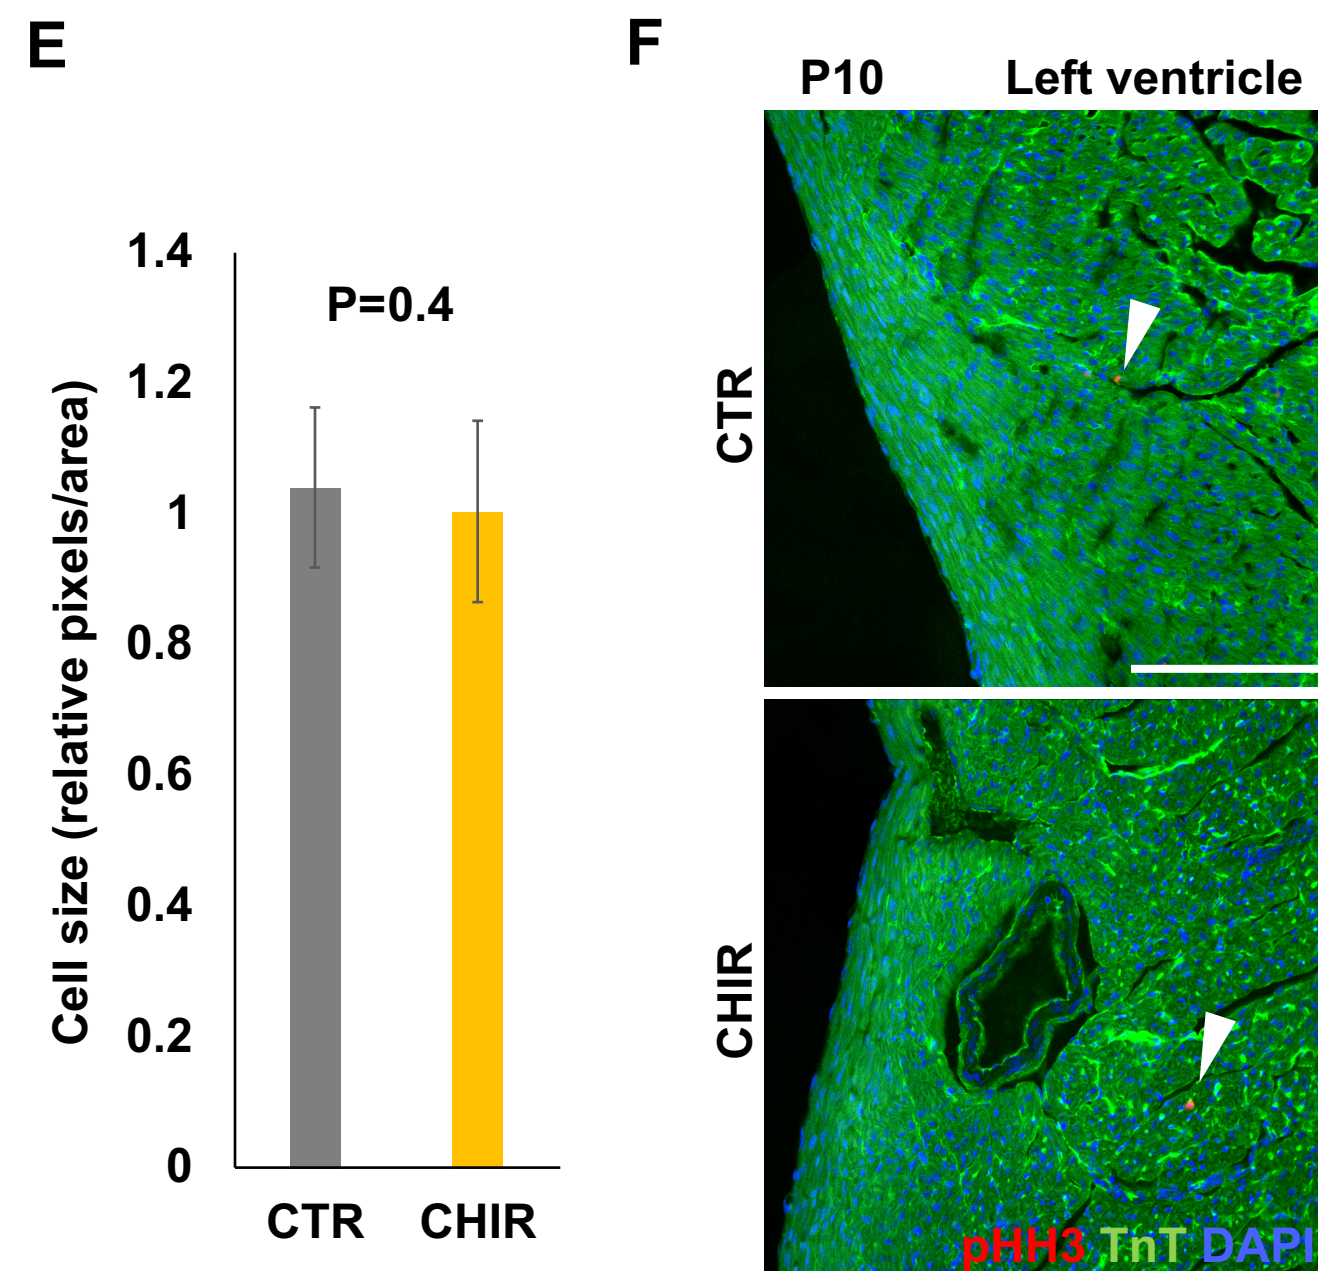 E
P=0.4
Cell size (relative pixels/area)
1.4
1.2
1
0.8
0.6
0.4
0.2
0
CTR CHIR
F
P10 Left ventricle
CTR
CHIR
pHH3 TnT DAPI